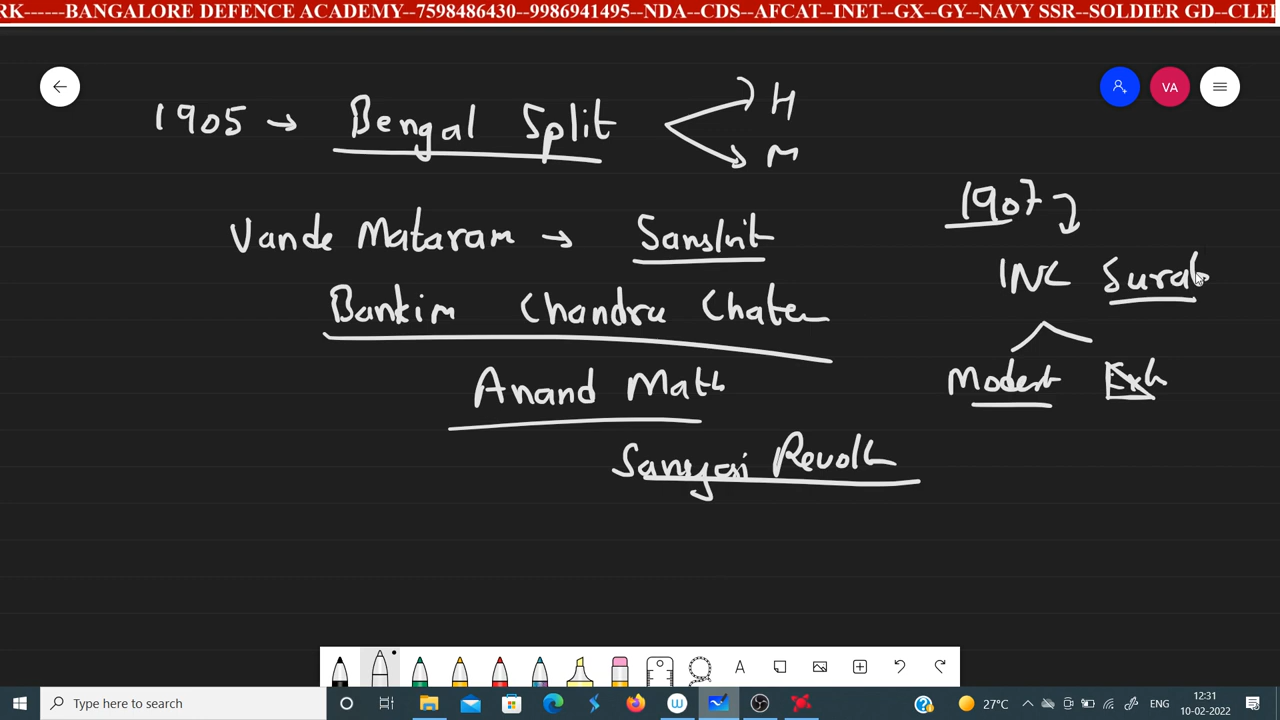 RK------BANGALORE DEFENCE ACADEMY--7598486430--9986941495--NDA--CDS--AFCAT--INET--GX--GY--NAVY SSR--SOLDIER GD--CLE
VA
1905 → Bengal Split
H
M
Vande Mataram → Sanskrit
Bankim Chandra Chater
Anand Math
Sanyasi Revolt
1907
INC Surat
Modert Ext
A
Type here to search
27°C
ENG
12:31
10-02-2022